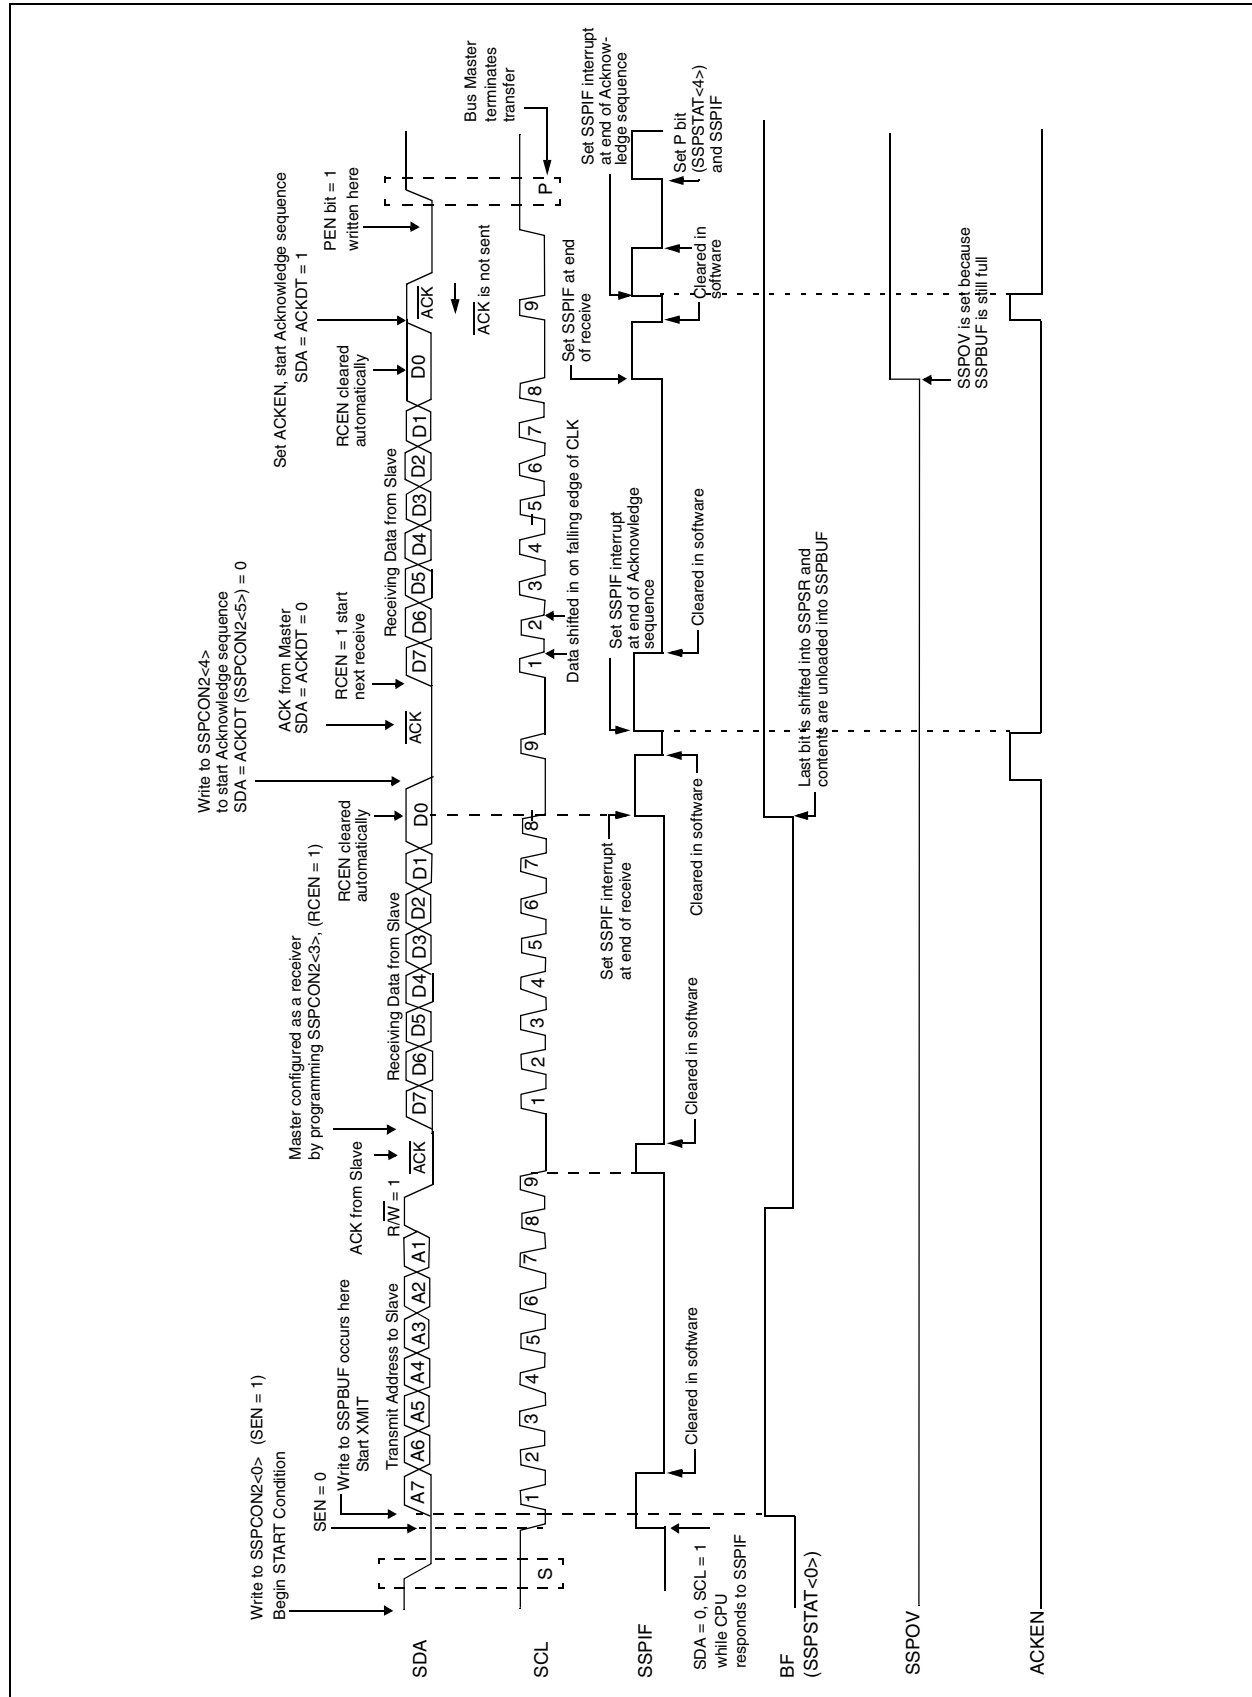 Write to SSPCON2<0> (SEN = 1)
Begin START Condition
SEN = 0
Write to SSPBUF occurs here
Start XMIT
Transmit Address to Slave
R/W = 1
ACK from Slave
Master configured as a receiver
by programming SSPCON2<3>, (RCEN = 1)
Receiving Data from Slave
RCEN cleared
automatically
Write to SSPCON2<4>
to start Acknowledge sequence
SDA = ACKDT (SSPCON2<5>) = 0
ACK from Master
SDA = ACKDT = 0
RCEN = 1 start
next receive
Receiving Data from Slave
RCEN cleared
automatically
Set ACKEN, start Acknowledge sequence
SDA = ACKDT = 1
PEN bit = 1
written here
SDA
A7 A6 A5 A4 A3 A2 A1
ACK
D7 D6 D5 D4 D3 D2 D1 D0
ACK
D7 D6 D5 D4 D3 D2 D1 D0
ACK
ACK is not sent
Bus Master
terminates
transfer
SCL
S
1 2 3 4 5 6 7 8 9
1 2 3 4 5 6 7 8 9
1 2 3 4 5 6 7 8 9
P
Data shifted in on falling edge of CLK
SSPIF
SDA = 0, SCL = 1
while CPU
responds to SSPIF
Cleared in software
Cleared in software
Set SSPIF interrupt
at end of receive
Cleared in software
Set SSPIF interrupt
at end of Acknowledge
sequence
Cleared in software
Set SSPIF at end
of receive
Cleared in
software
Set SSPIF interrupt
at end of Acknow-
ledge sequence
Set P bit
(SSPSTAT<4>)
and SSPIF
BF
(SSPSTAT<0>)
Last bit is shifted into SSPSR and
contents are unloaded into SSPBUF
SSPOV
SSPOV is set because
SSPBUF is still full
ACKEN